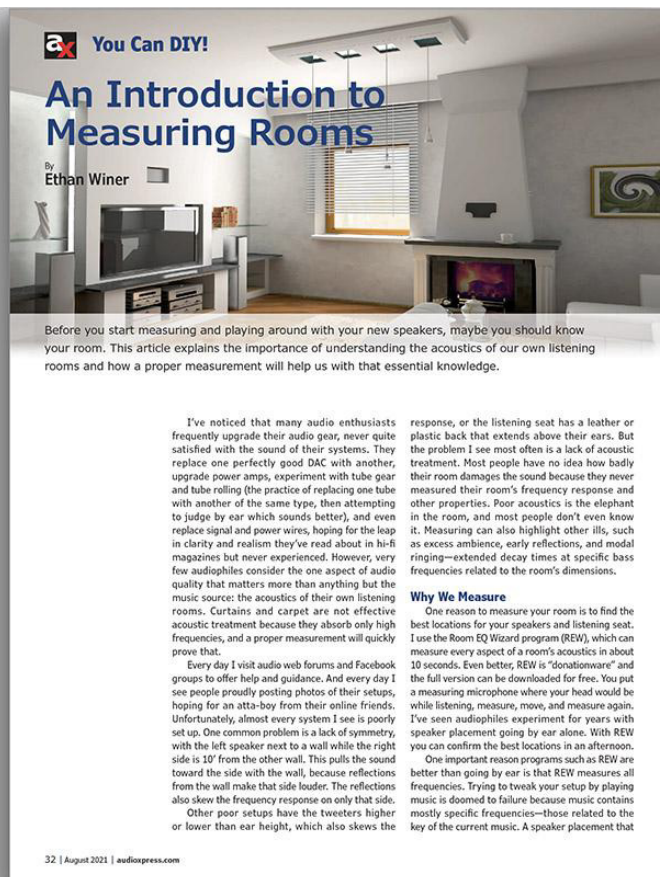 ax You Can DIY!
An Introduction to
Measuring Rooms
By
Ethan Winer
Before you start measuring and playing around with your new speakers, maybe you should know
your room. This article explains the importance of understanding the acoustics of our own listening
rooms and how a proper measurement will help us with that essential knowledge.
I've noticed that many audio enthusiasts
frequently upgrade their audio gear, never quite
satisfied with the sound of their systems. They
replace one perfectly good DAC with another,
upgrade power amps, experiment with tube gear
and tube rolling (the practice of replacing one tube
with another of the same type, then attempting
to judge by ear which sounds better), and even
replace signal and power wires, hoping for the leap
in clarity and realism they've read about in hi-fi
magazines but never experienced. However, very
few audiophiles consider the one aspect of audio
quality that matters more than anything but the
music source: the acoustics of their own listening
rooms. Curtains and carpet are not effective
acoustic treatment because they absorb only high
frequencies, and a proper measurement will quickly
prove that.
Every day I visit audio web forums and Facebook
groups to offer help and guidance. And every day I
see people proudly posting photos of their setups,
hoping for an atta-boy from their online friends.
Unfortunately, almost every system I see is poorly
set up. One common problem is a lack of symmetry,
with the left speaker next to a wall while the right
side is 10' from the other wall. This pulls the sound
toward the side with the wall, because reflections
from the wall make that side louder. The reflections
also skew the frequency response on only that side.
Other poor setups have the tweeters higher
or lower than ear height, which also skews the
response, or the listening seat has a leather or
plastic back that extends above their ears. But
the problem I see most often is a lack of acoustic
treatment. Most people have no idea how badly
their room damages the sound because they never
measured their room's frequency response and
other properties. Poor acoustics is the elephant
in the room, and most people don't even know
it. Measuring can also highlight other ills, such
as excess ambience, early reflections, and modal
ringing—extended decay times at specific bass
frequencies related to the room's dimensions.
Why We Measure
One reason to measure your room is to find the
best locations for your speakers and listening seat.
I use the Room EQ Wizard program (REW), which can
measure every aspect of a room's acoustics in about
10 seconds. Even better, REW is "donationware" and
the full version can be downloaded for free. You put
a measuring microphone where your head would be
while listening, measure, move, and measure again.
I've seen audiophiles experiment for years with
speaker placement going by ear alone. With REW
you can confirm the best locations in an afternoon.
One important reason programs such as REW are
better than going by ear is that REW measures all
frequencies. Trying to tweak your setup by playing
music is doomed to failure because music contains
mostly specific frequencies—those related to the
key of the current music. A speaker placement that
32 | August 2021 | audioxpress.com